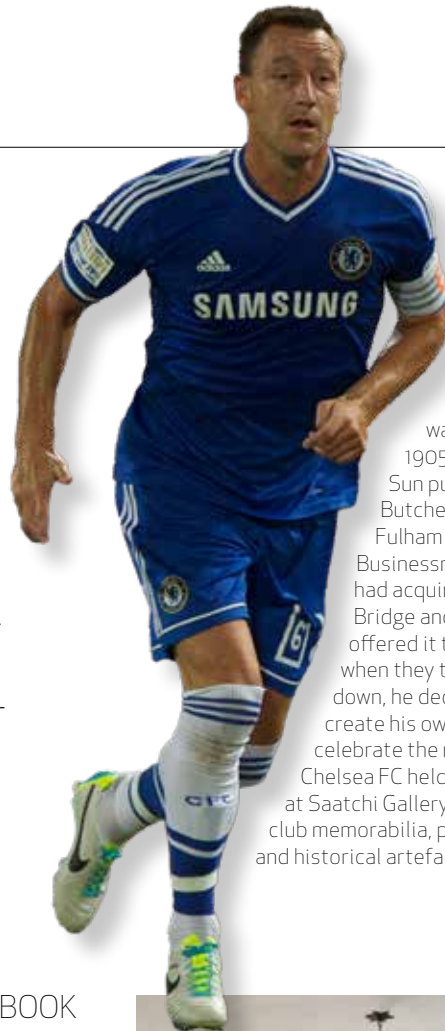 adidas
SAMSUNG
CFC
wa
1905
Sun pu
Butche
Fulham
Businessm
had acquir
Bridge and
offered it t
when they t
down, he dec
create his ow
celebrate the
Chelsea FC held
at Saatchi Gallery
club memorabilia, p
and historical artefa
BOOK